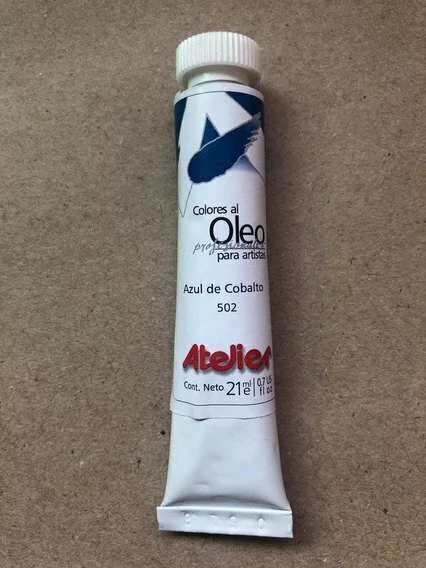 Colores al
Oleo
profesionales
para artistas
Azul de Cobalto
502
Atelier
Cont. Neto 21 ml e 0.7 US fl oz